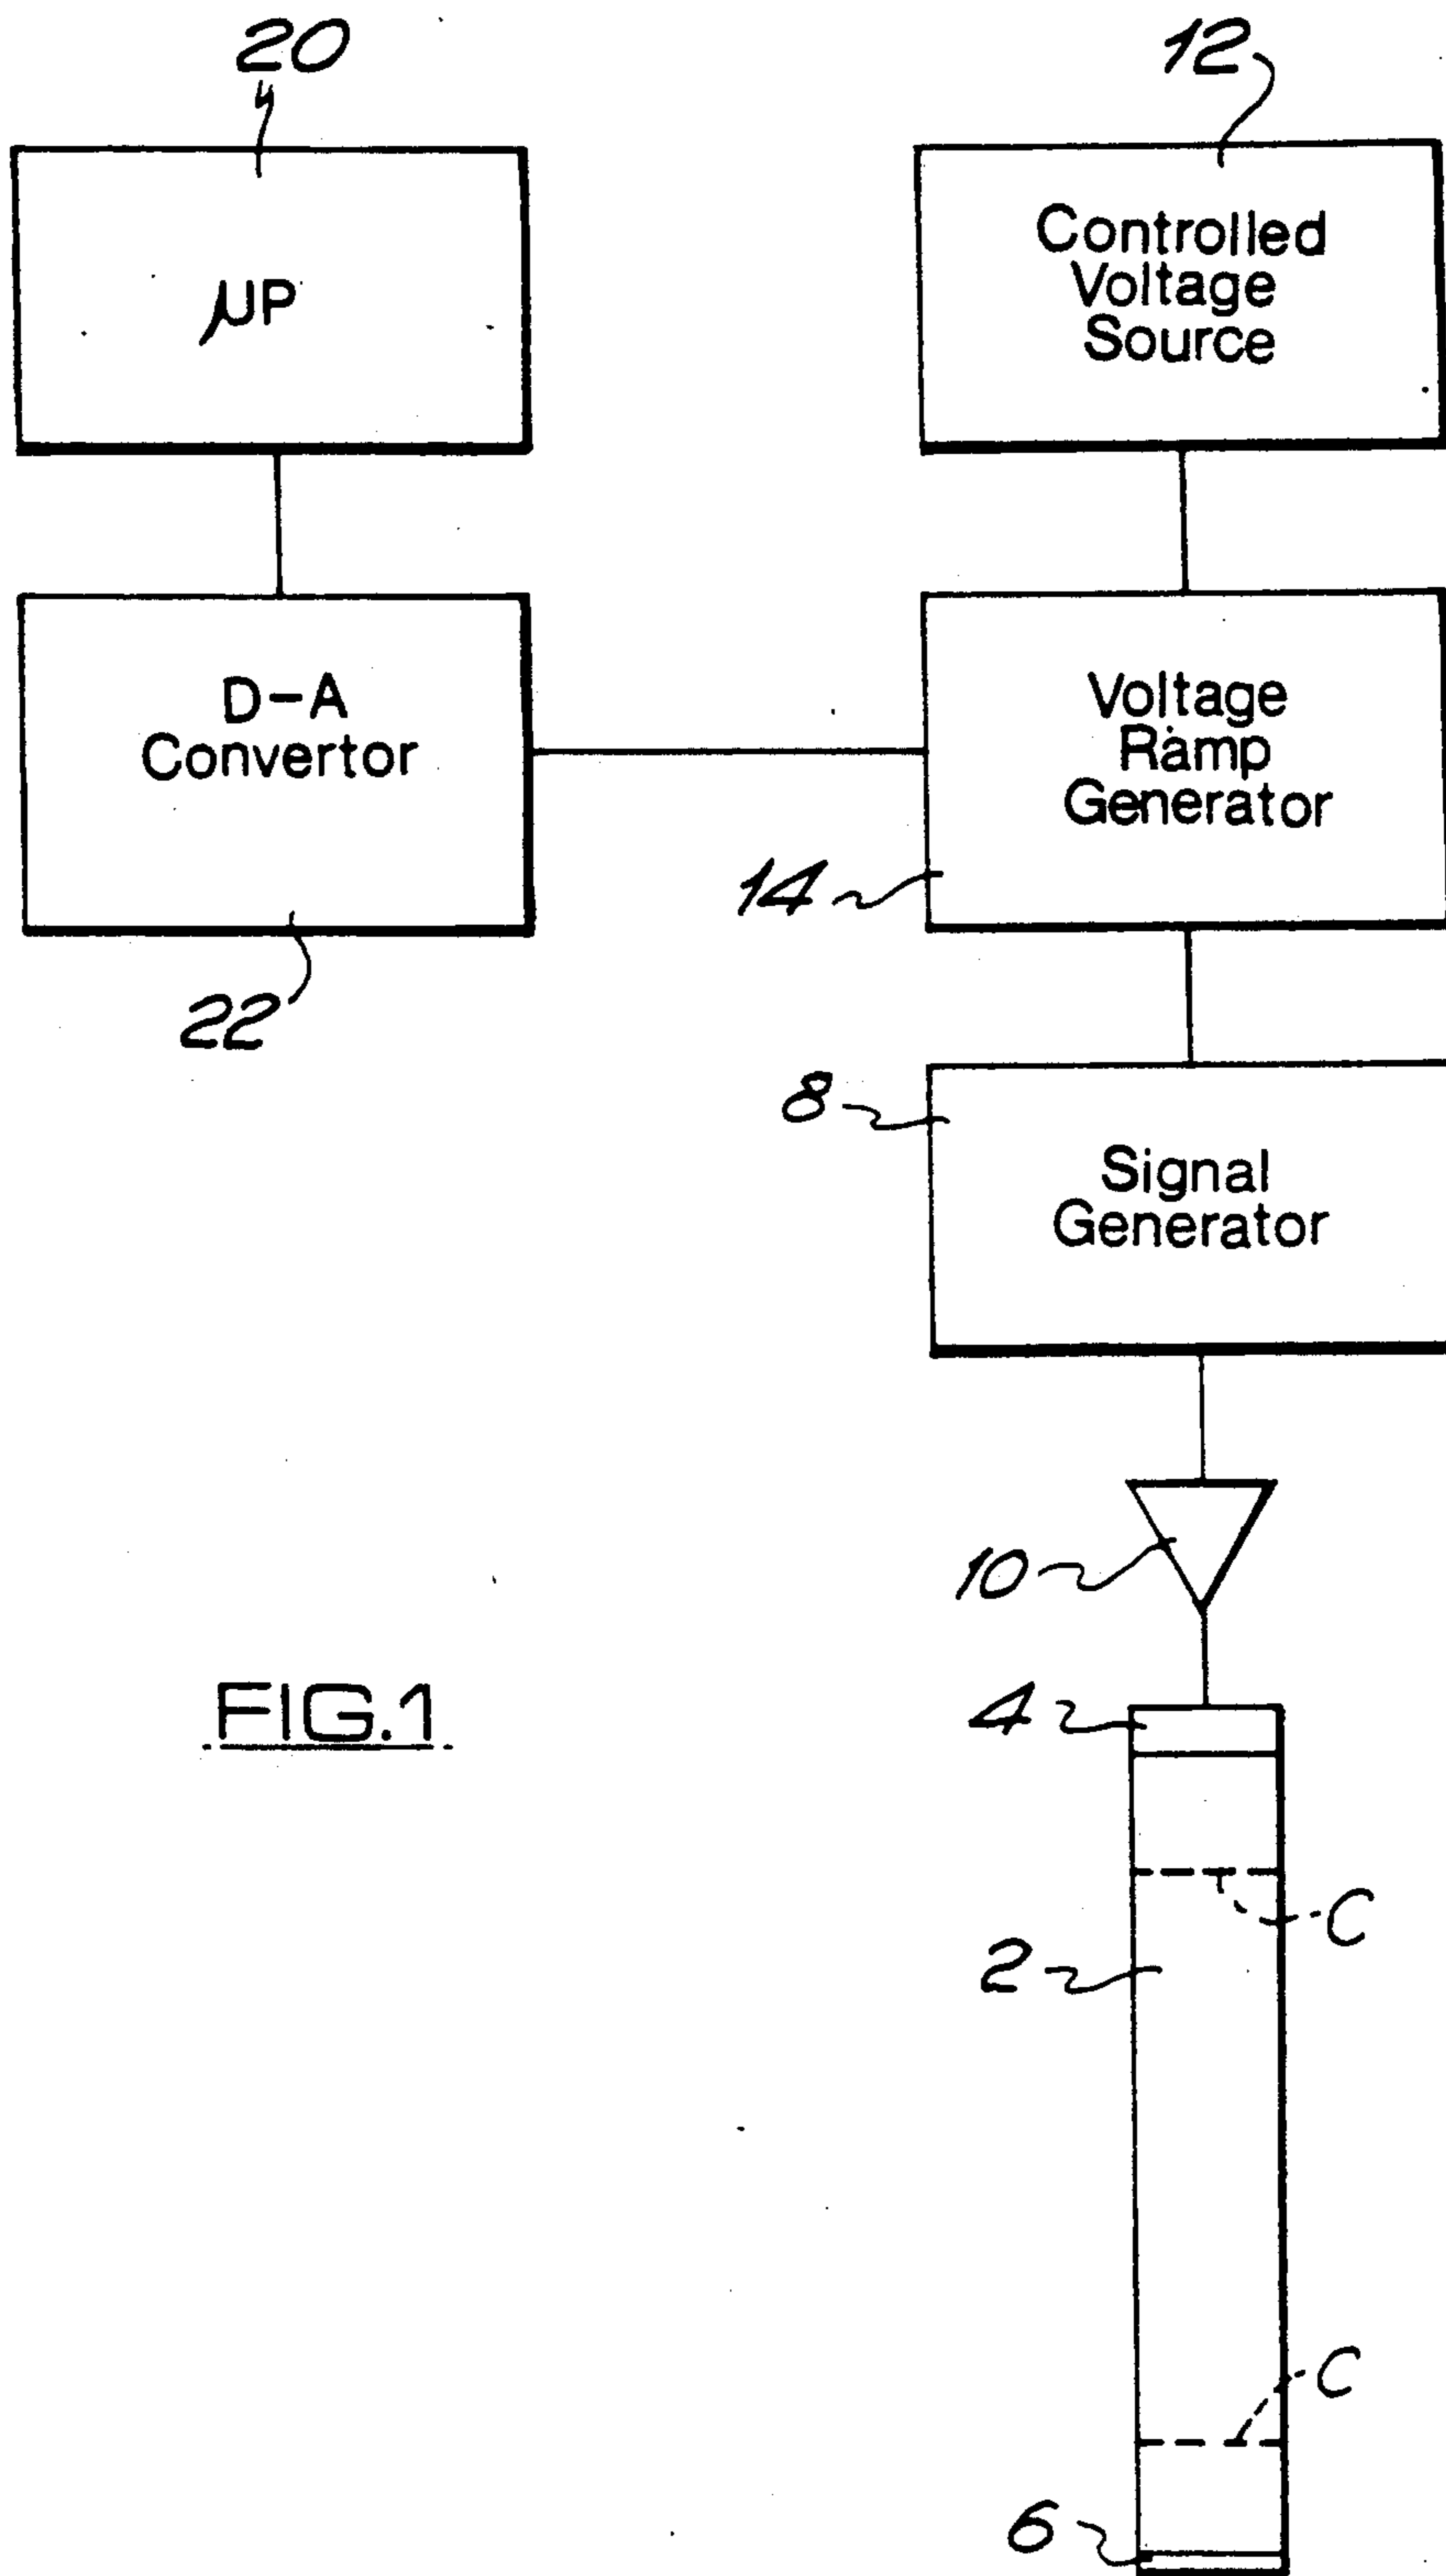 20
12
μP
Controlled
Voltage
Source
D-A
Convertor
Voltage
Ramp
Generator
14
22
8
Signal
Generator
10
FIG.1
4
C
2
C
6